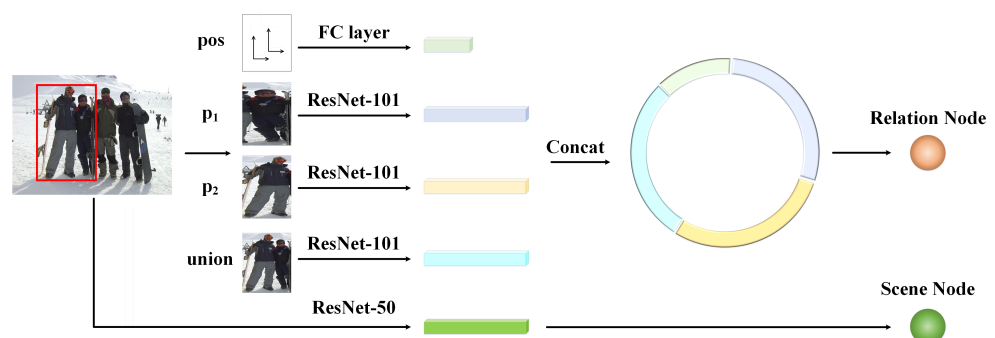 pos
FC layer
p1
ResNet-101
p2
ResNet-101
union
ResNet-101
ResNet-50
Concat
Relation Node
Scene Node